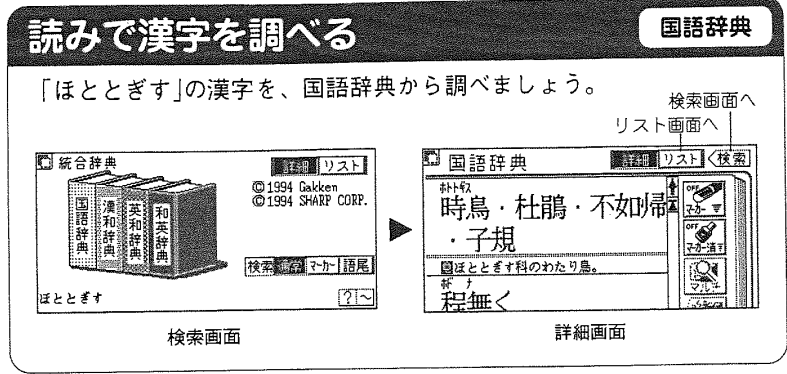 読みで漢字を調べる
国語辞典
「ほととぎす」の漢字を、国語辞典から調べましょう。
検索画面へ
リスト画面へ
統合辞典
詳細 リスト
©1994 Gakken
©1994 SHARP CORP.
国語辞典
漢和辞典
英和辞典
和英辞典
検索 マーカー 語尾
ほととぎす
?|~
検索画面
国語辞典
詳細 リスト 検索
ホトトギス
時鳥・杜鵑・不如帰
・子規
ほととぎす科のわたり鳥。
程無く
OFF
マーカー
OFF
マーカー消す
マルチ
詳細画面